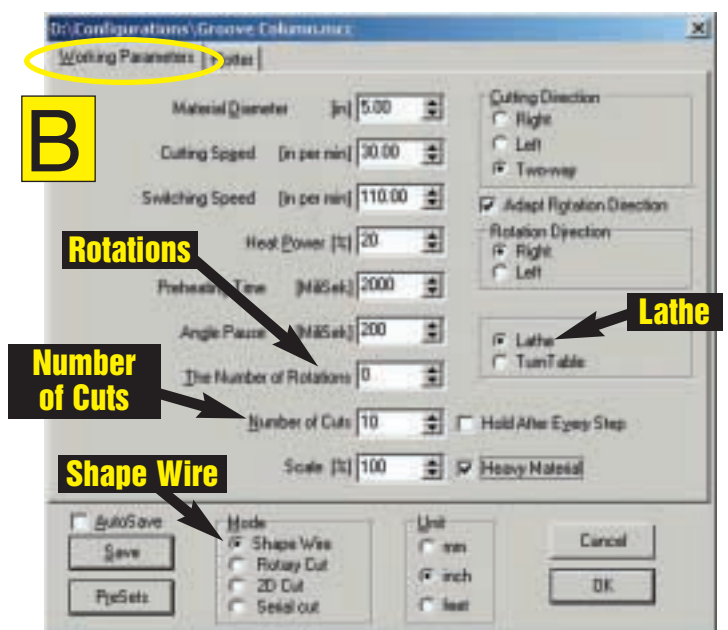 D:\Configurations\Groove Column.mcc
Working Parameters
B
Material Diameter [in] 5.00
Cutting Speed [in per min] 30.00
Switching Speed [in per min] 110.00
Heat Power [%] 20
Rotations
Preheating Time [MiliSek] 2000
Angle Pause [MiliSek] 200
The Number of Rotations 0
Number
of Cuts
Number of Cuts 10
Hold After Every Step
Scale [%] 100
Heavy Material
Shape Wire
Cutting Direction
Right
Left
Two-way
Adapt Rotation Direction
Rotation Direction
Right
Left
Lathe
Lathe
TurnTable
AutoSave
Save
PreSets
Mode
Shape Wire
Rotary Cut
2D Cut
Serial cut
Unit
mm
inch
feet
Cancel
OK